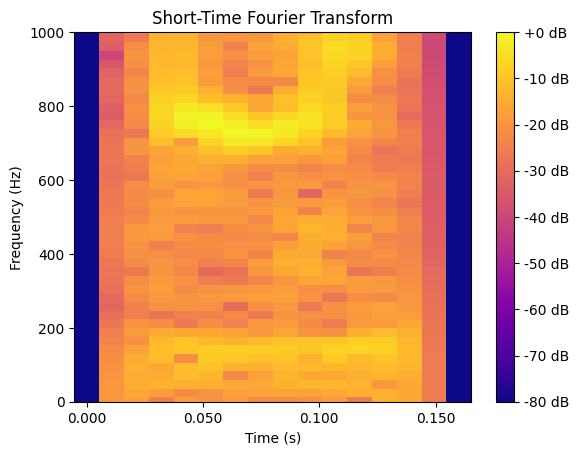 Short-Time Fourier Transform
1000
800
600
400
200
0
Frequency (Hz)
0.000
0.050
0.100
0.150
Time (s)
+0 dB
-10 dB
-20 dB
-30 dB
-40 dB
-50 dB
-60 dB
-70 dB
-80 dB